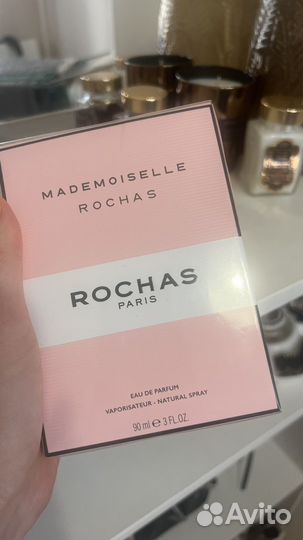 MADEMOISELLE
ROCHAS
ROCHAS
PARIS
EAU DE PARFUM
VAPORISATEUR - NATURAL SPRAY
90 ml e 3 FL.OZ.
Avito